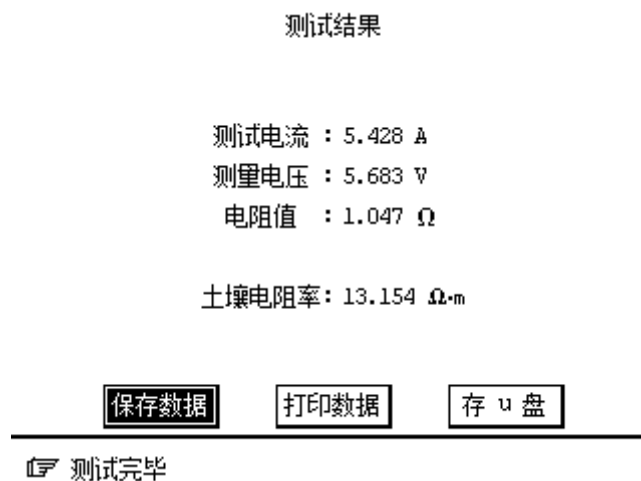 测试结果
测试电流 : 5.428 A
测量电压 : 5.683 V
电阻值 : 1.047 Ω
土壤电阻率: 13.154 Ω·m
保存数据 打印数据 存 u 盘
测试完毕